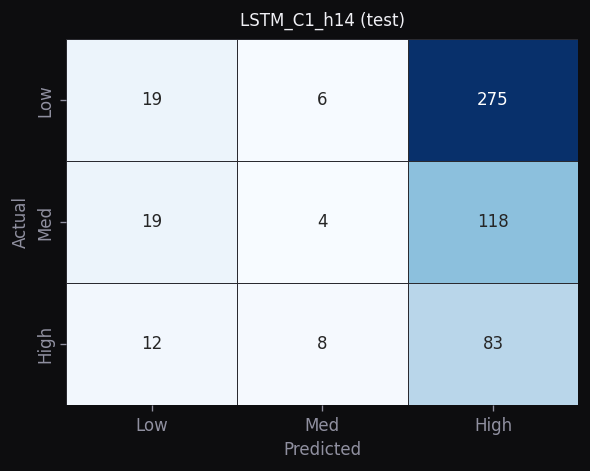 LSTM_C1_h14 (test)
Actual
Low
19 6 275
Med
19 4 118
High
12 8 83
Low Med High
Predicted